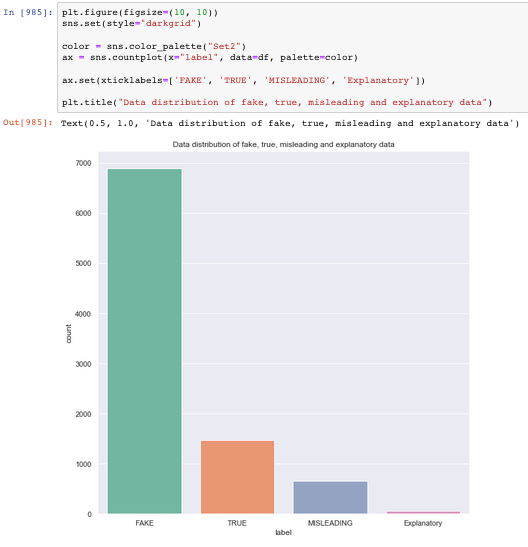 In [985]: plt.figure(figsize=(10, 10))
sns.set(style="darkgrid")
color = sns.color_palette("Set2")
ax = sns.countplot(x="label", data=df, palette=color)
ax.set(xticklabels=['FAKE', 'TRUE', 'MISLEADING', 'Explanatory'])
plt.title("Data distribution of fake, true, misleading and explanatory data")
Out[985]: Text(0.5, 1.0, 'Data distribution of fake, true, misleading and explanatory data')
Data distribution of fake, true, misleading and explanatory data
7000
6000
5000
4000
count
3000
2000
1000
0
FAKE TRUE MISLEADING Explanatory
label